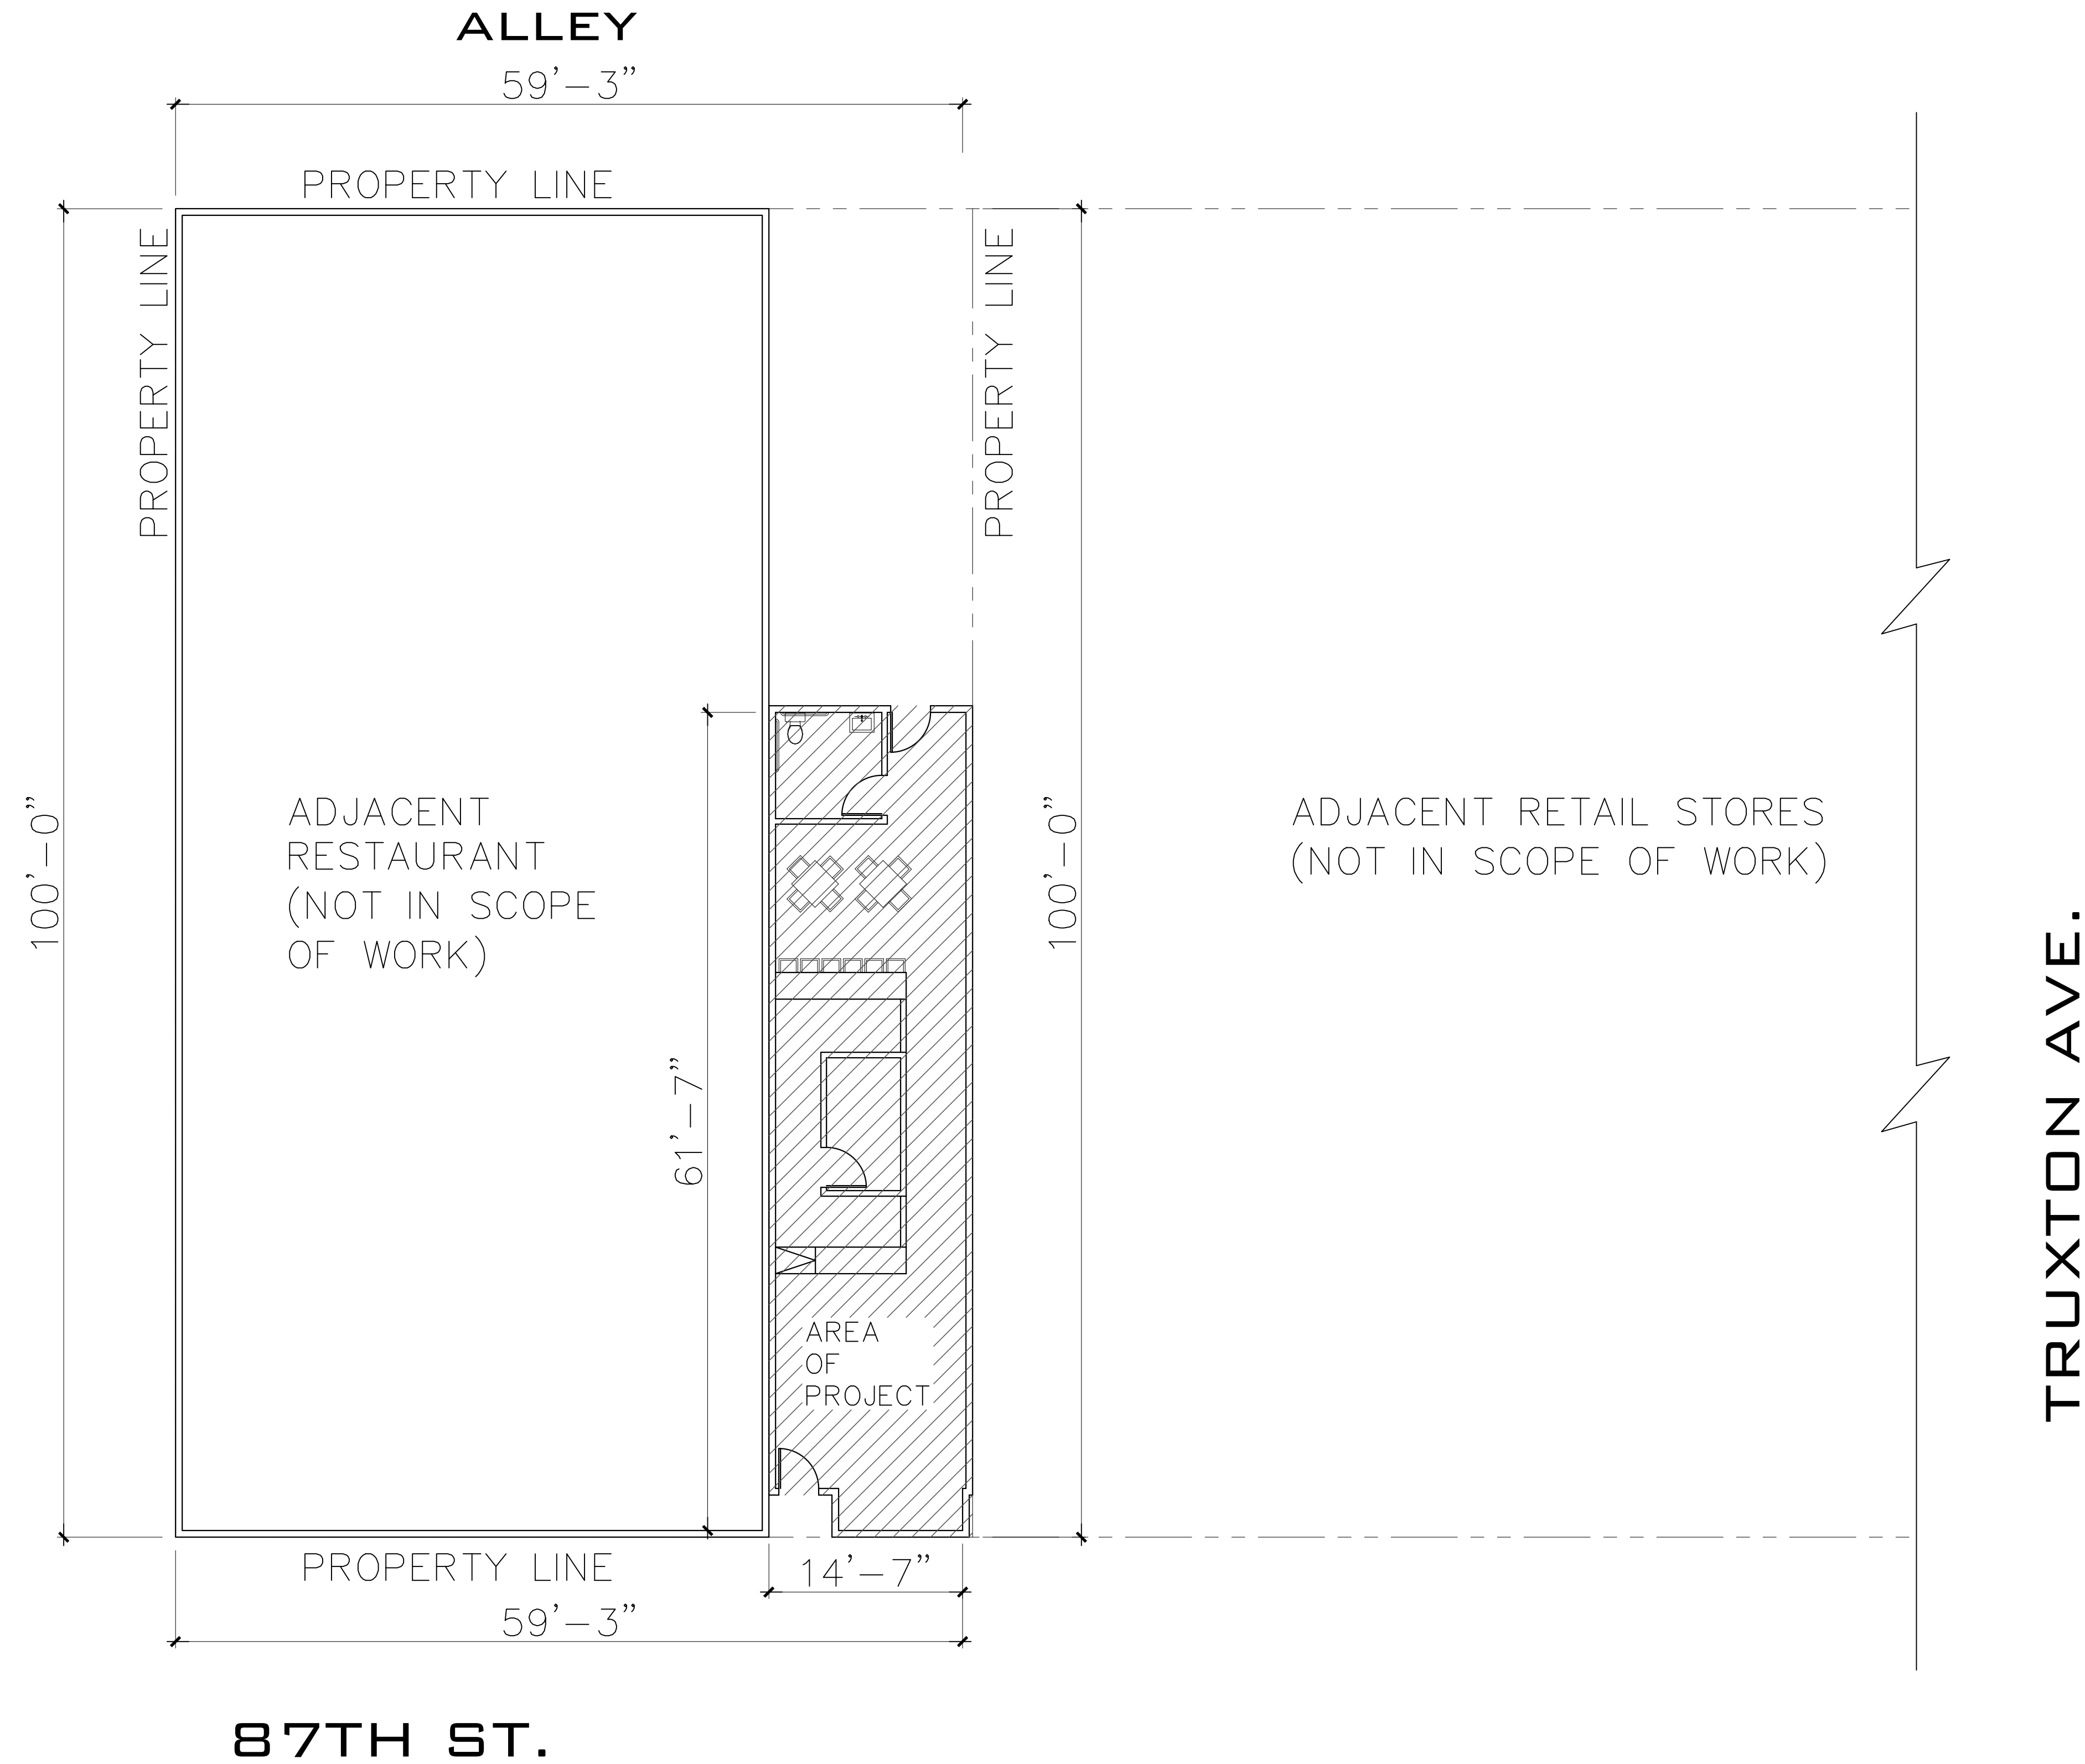 ALLEY
59'-3"
PROPERTY LINE
PROPERTY LINE
PROPERTY LINE
100'-0"
ADJACENT
RESTAURANT
(NOT IN SCOPE
OF WORK)
61'-7"
100'-0"
ADJACENT RETAIL STORES
(NOT IN SCOPE OF WORK)
TRUXTON AVE.
AREA
OF
PROJECT
PROPERTY LINE
14'-7"
59'-3"
87TH ST.